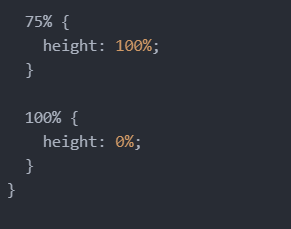 75% {
height: 100%;
}
100% {
height: 0%;
}
}